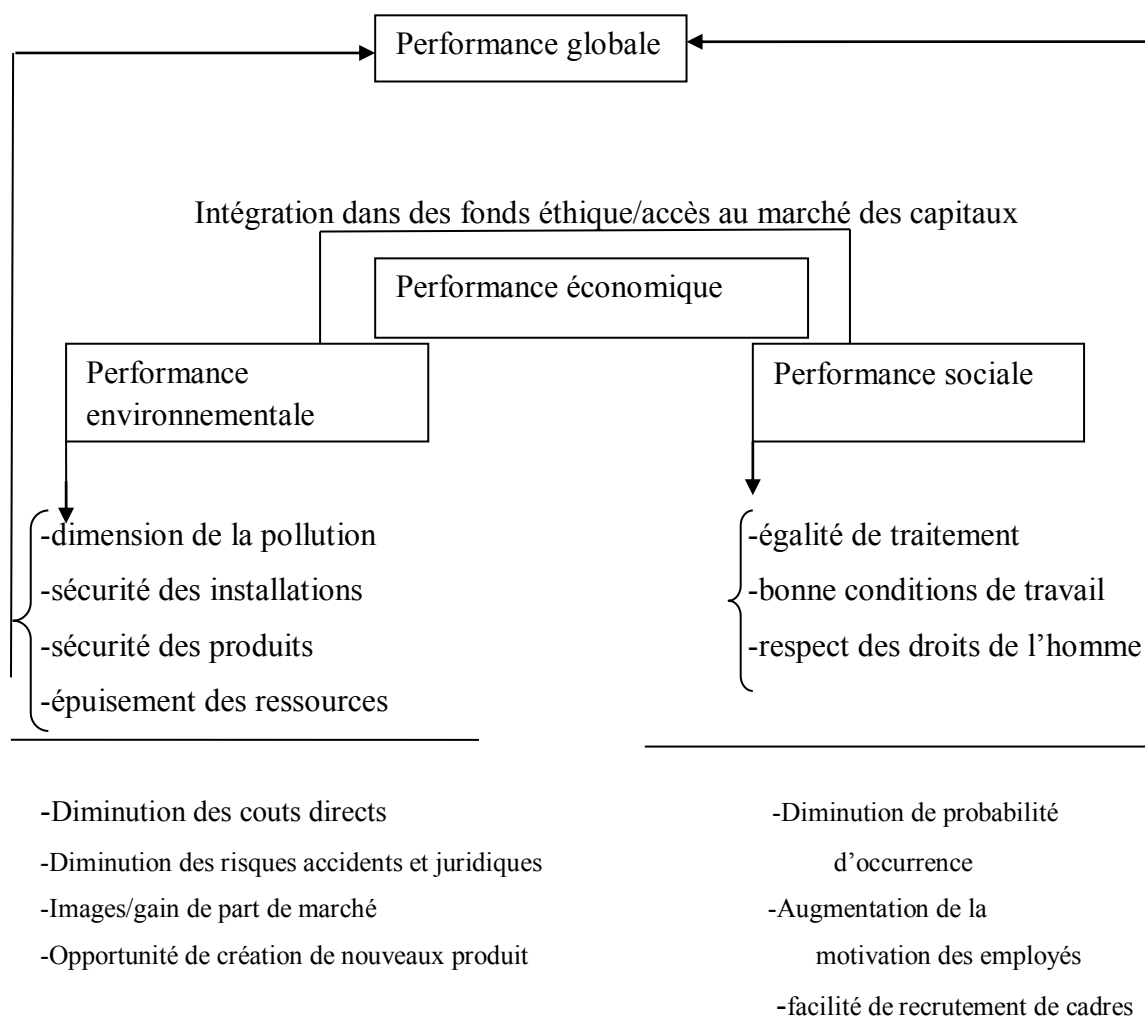 Performance globale
Intégration dans des fonds éthique/accès au marché des capitaux
Performance économique
Performance
environnementale
Performance sociale
-dimension de la pollution
-sécurité des installations
-sécurité des produits
-épuisement des ressources
-égalité de traitement
-bonne conditions de travail
-respect des droits de l’homme
-Diminution des couts directs
-Diminution des risques accidents et juridiques
-Images/gain de part de marché
-Opportunité de création de nouveaux produit
-Diminution de probabilité
d’occurrence
-Augmentation de la
motivation des employés
-facilité de recrutement de cadres